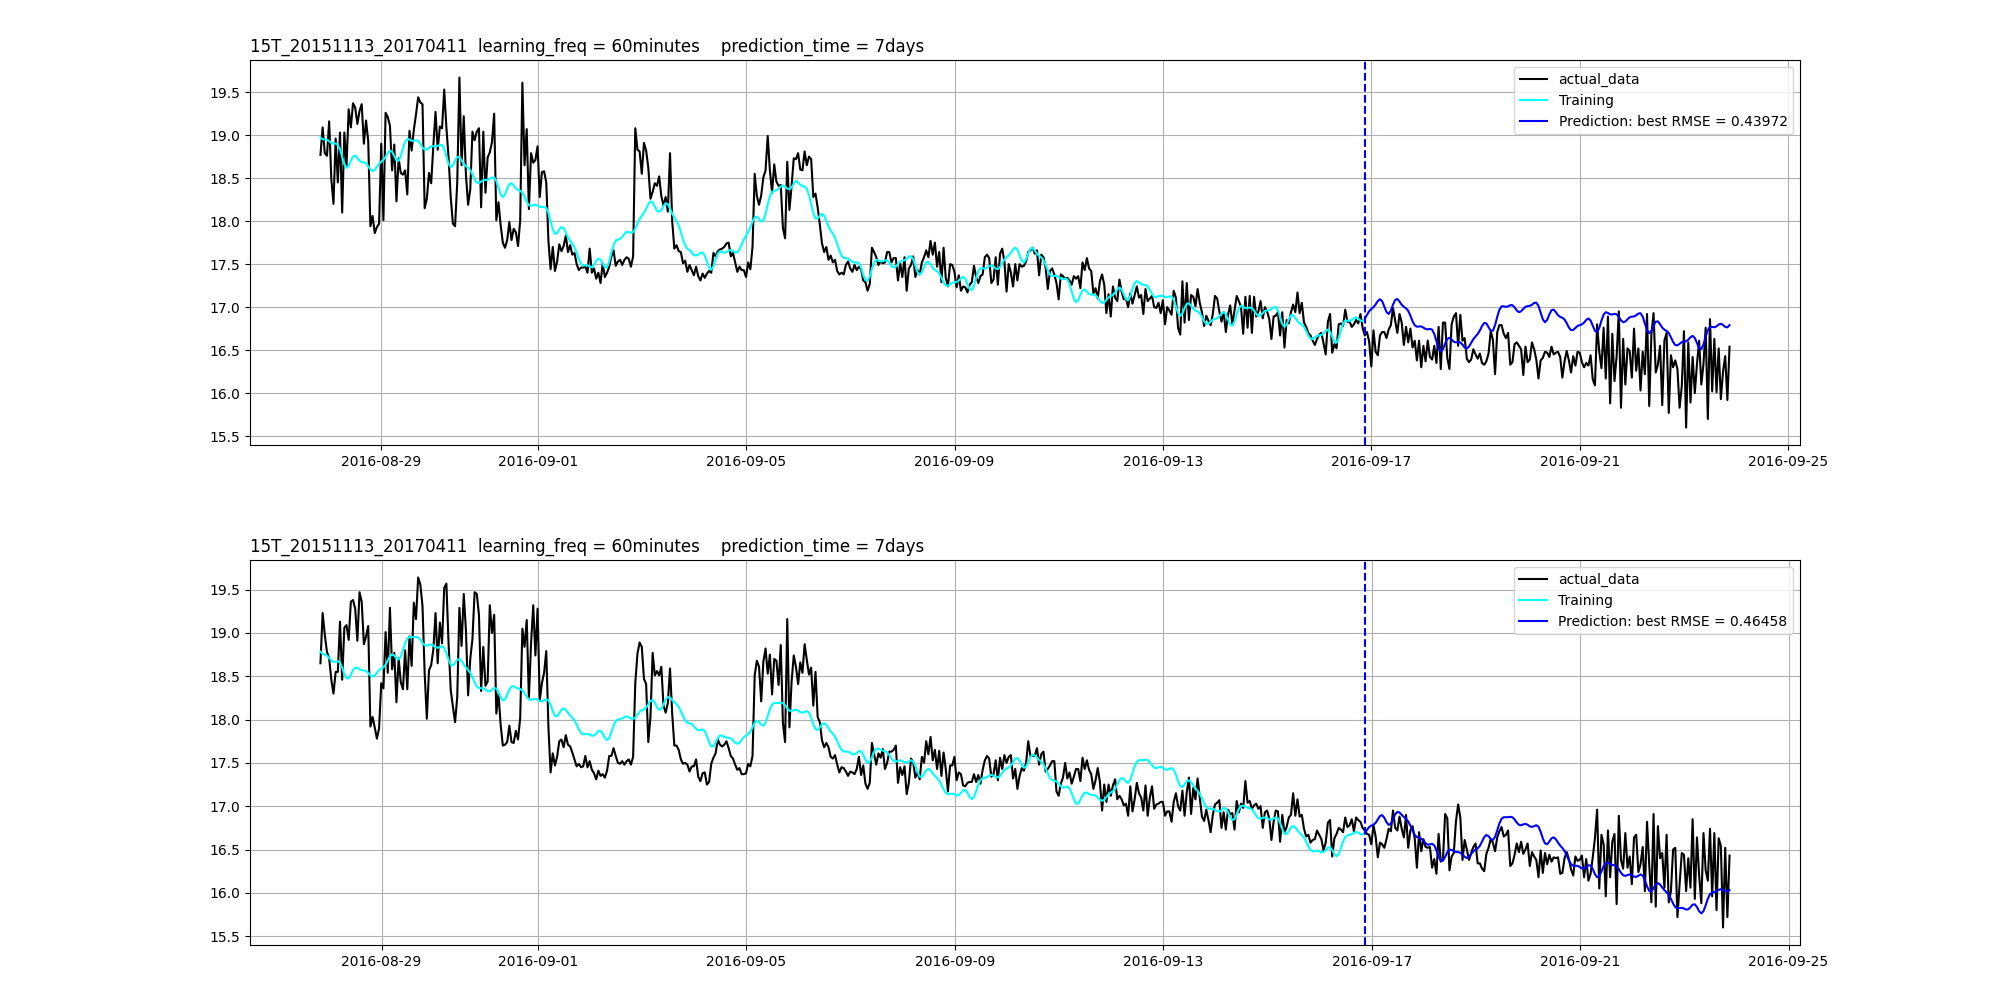 15T_20151113_20170411 learning_freq = 60minutes prediction_time = 7days
19.5
19.0
18.5
18.0
17.5
17.0
16.5
16.0
15.5
actual_data
Training
Prediction: best RMSE = 0.43972
2016-08-29 2016-09-01 2016-09-05 2016-09-09 2016-09-13 2016-09-17 2016-09-21 2016-09-25
15T_20151113_20170411 learning_freq = 60minutes prediction_time = 7days
19.5
19.0
18.5
18.0
17.5
17.0
16.5
16.0
15.5
actual_data
Training
Prediction: best RMSE = 0.46458
2016-08-29 2016-09-01 2016-09-05 2016-09-09 2016-09-13 2016-09-17 2016-09-21 2016-09-25